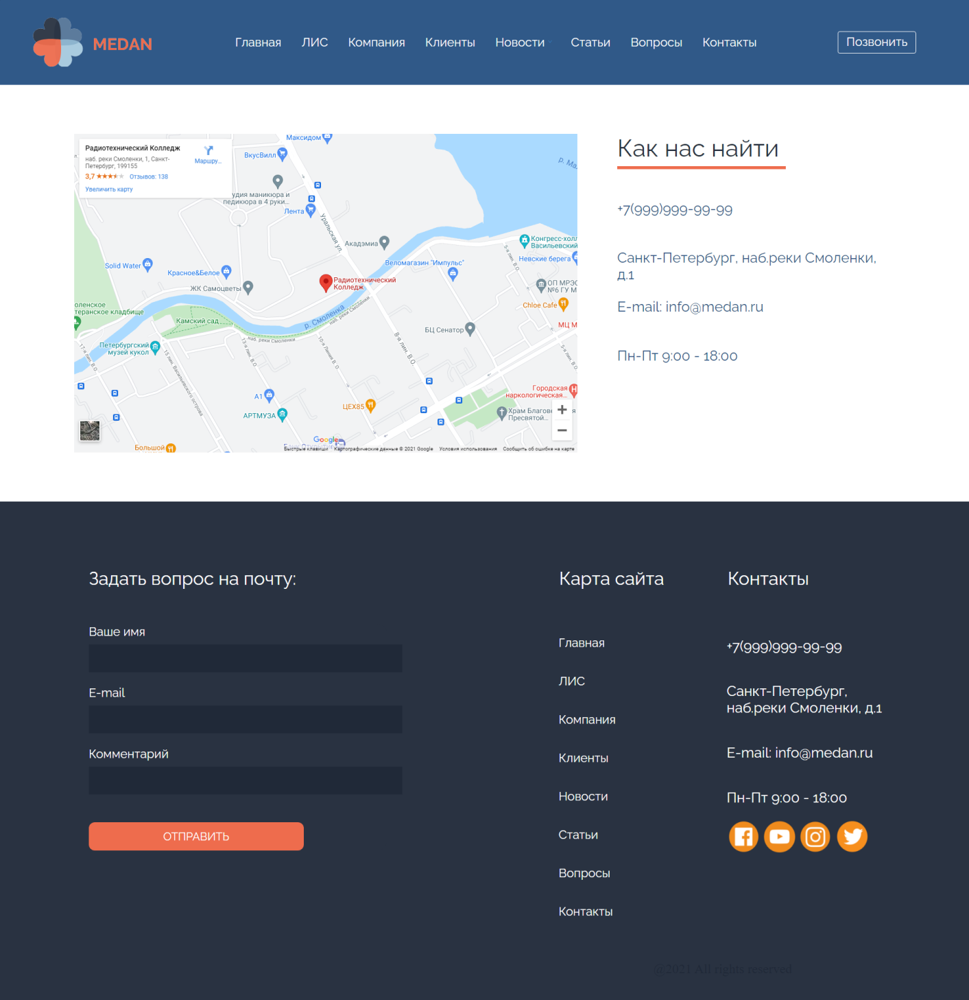 MEDAN
Главная
ЛИС
Компания
Клиенты
Новости
Статьи
Вопросы
Контакты
Позвонить
Радиотехнический Колледж
наб. реки Смоленки, 1, Санкт-
Петербург, 199155
3,7
Отзывов: 138
Увеличить карту
Маршру...
Максидом
ВкусВилл
р. Ма
удия маникюра и
педикюра в 4 руки...
Лента
Уральская ул.
Академиа
Конгресс-холл
Васильевский
5-я лин. В.О
Невские берега
Веломагазин "Импульс"
Solid Water
Красное&Белое
Радиотехнический
Колледж
ЖК Самоцветы
ОП МРЭО
№6 ГУ М
Chloe Cafe
оленское
теранское кладбище
Камский сад
р. Смоленка
наб. реки Смоленки
МЦ М
БЦ Сенатор
наб. реки Смоленки
Петербургский
музей кукол
17-я лин. В.О
15 лин. Васильевского острова
13-я лин. В.О
10-я Линия В. О
8-я лин. В.О
5-я лин.
Городская
наркологическая...
А1
ЦЕХ85
АРТМУЗА
Храм Благове
я
Пресвятой...
Большой
Google
Быстрые клавиши
Картографические данные © 2021 Google
Условия использования
Сообщить об ошибке на карте
Как нас найти
+7(999)999-99-99
Санкт-Петербург, наб.реки Смоленки,
д.1
E-mail: info@medan.ru
Пн-Пт 9:00 - 18:00
Задать вопрос на почту:
Ваше имя
E-mail
Комментарий
ОТПРАВИТЬ
Карта сайта
Главная
ЛИС
Компания
Клиенты
Новости
Статьи
Вопросы
Контакты
Контакты
+7(999)999-99-99
Санкт-Петербург,
наб.реки Смоленки, д.1
E-mail: info@medan.ru
Пн-Пт 9:00 - 18:00
@2021 All rights reserved